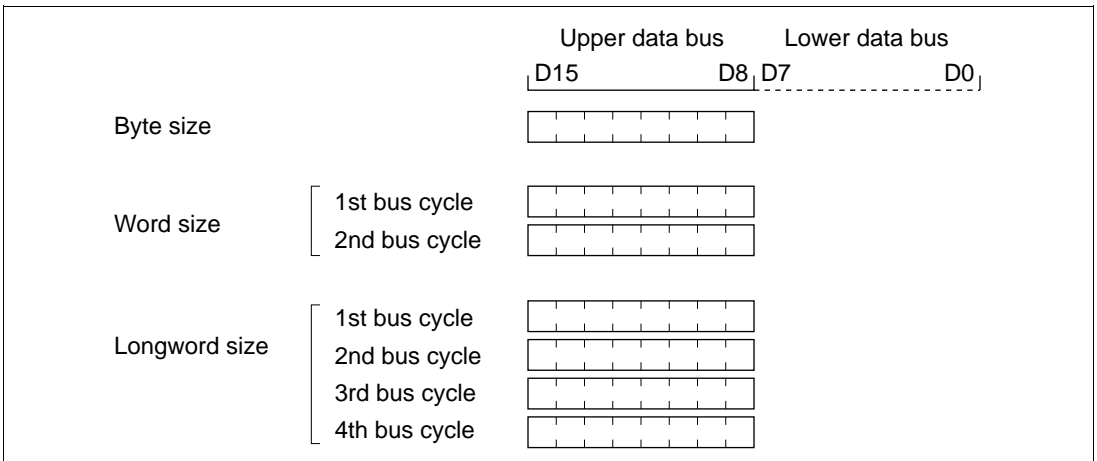 Upper data bus Lower data bus
D15 D8 D7 D0
Byte size
Word size
1st bus cycle
2nd bus cycle
Longword size
1st bus cycle
2nd bus cycle
3rd bus cycle
4th bus cycle